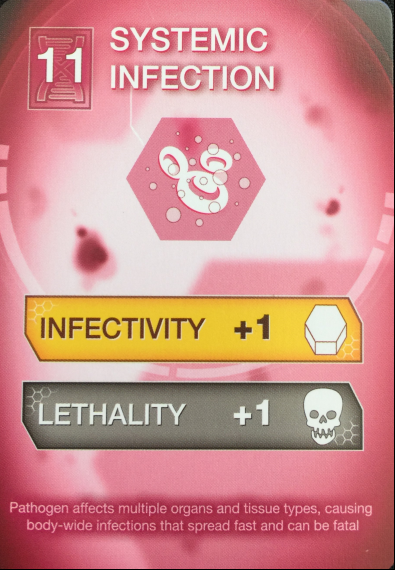 11
SYSTEMIC
INFECTION
INFECTIVITY +1
LETHALITY +1
Pathogen affects multiple organs and tissue types, causing
body-wide infections that spread fast and can be fatal